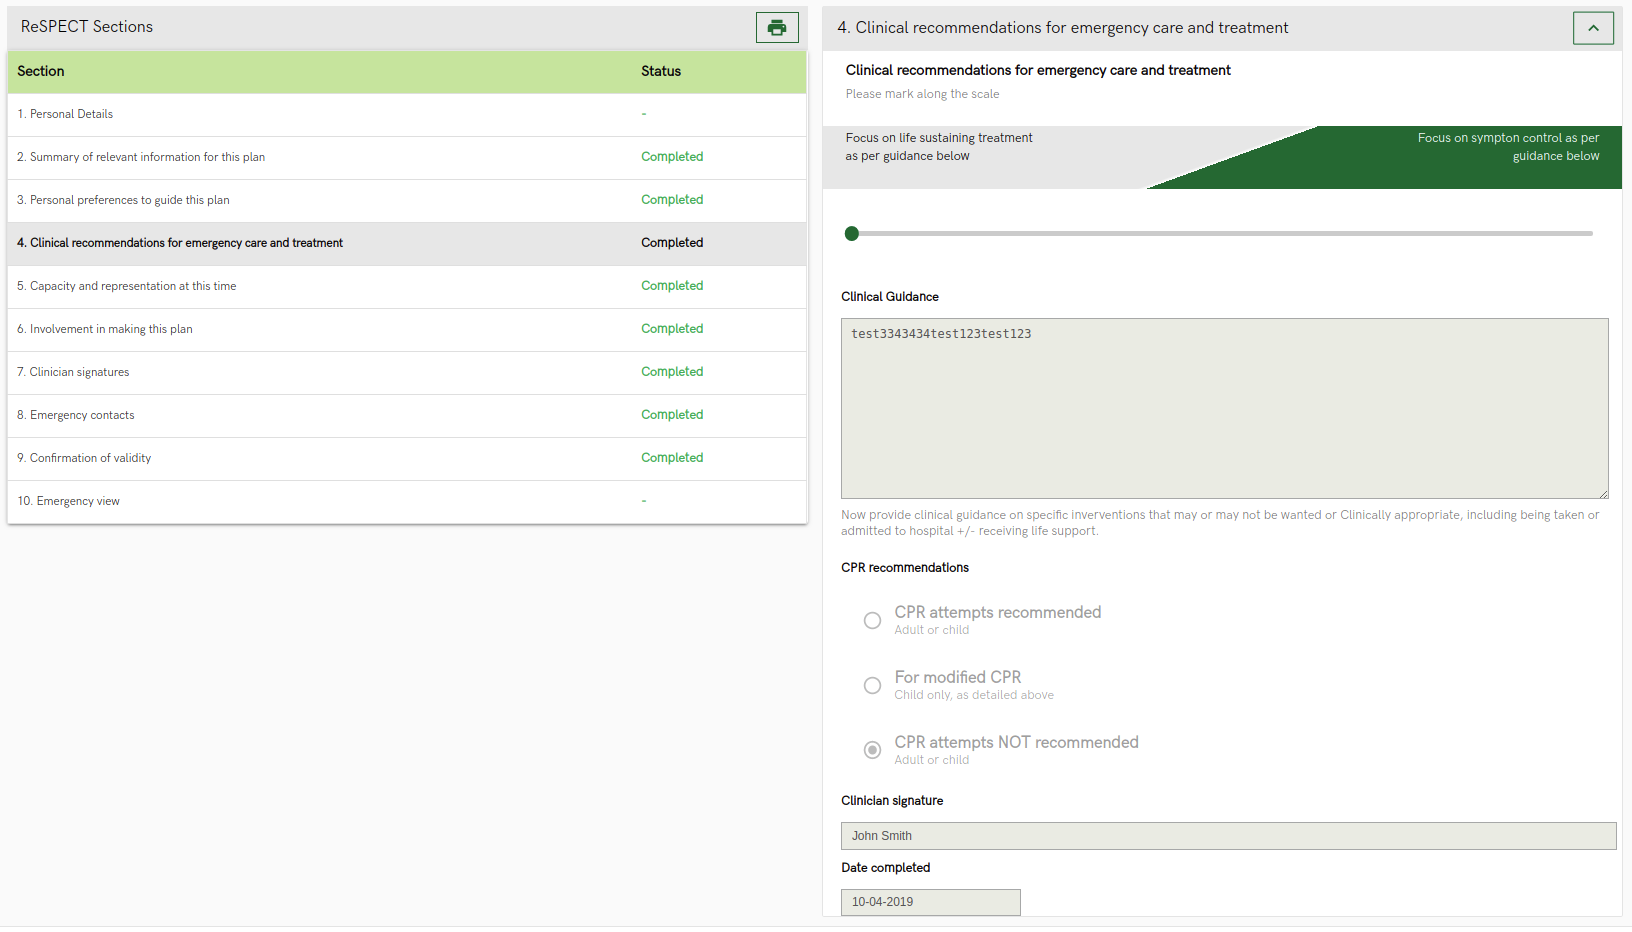 ReSPECT Sections
Section Status
1. Personal Details -
2. Summary of relevant information for this plan Completed
3. Personal preferences to guide this plan Completed
4. Clinical recommendations for emergency care and treatment Completed
5. Capacity and representation at this time Completed
6. Involvement in making this plan Completed
7. Clinician signatures Completed
8. Emergency contacts Completed
9. Confirmation of validity Completed
10. Emergency view -
4. Clinical recommendations for emergency care and treatment
Clinical recommendations for emergency care and treatment
Please mark along the scale
Focus on life sustaining treatment
as per guidance below
Focus on sympton control as per
guidance below
Clinical Guidance
test3343434test123test123
Now provide clinical guidance on specific inverventions that may or may not be wanted or Clinically appropriate, including being taken or
admitted to hospital +/- receiving life support.
CPR recommendations
CPR attempts recommended
Adult or child
For modified CPR
Child only, as detailed above
CPR attempts NOT recommended
Adult or child
Clinician signature
John Smith
Date completed
10-04-2019